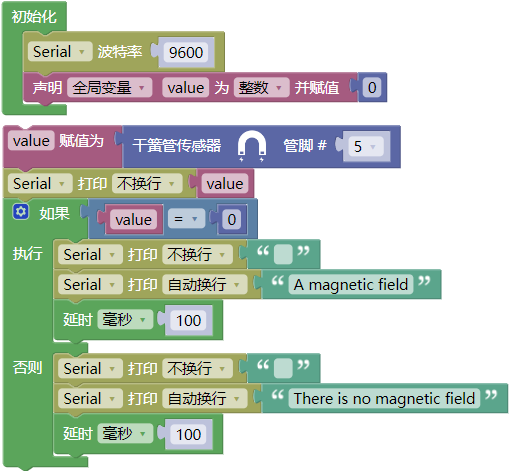 初始化
Serial 波特率 9600
声明 全局变量 value 为 整数 并赋值 0
value 赋值为 干簧管传感器 管脚 # 5
Serial 打印 不换行 value
如果 value = 0
执行 Serial 打印 不换行 “ ”
Serial 打印 自动换行 “ A magnetic field ”
延时 毫秒 100
否则 Serial 打印 不换行 “ ”
Serial 打印 自动换行 “ There is no magnetic field ”
延时 毫秒 100